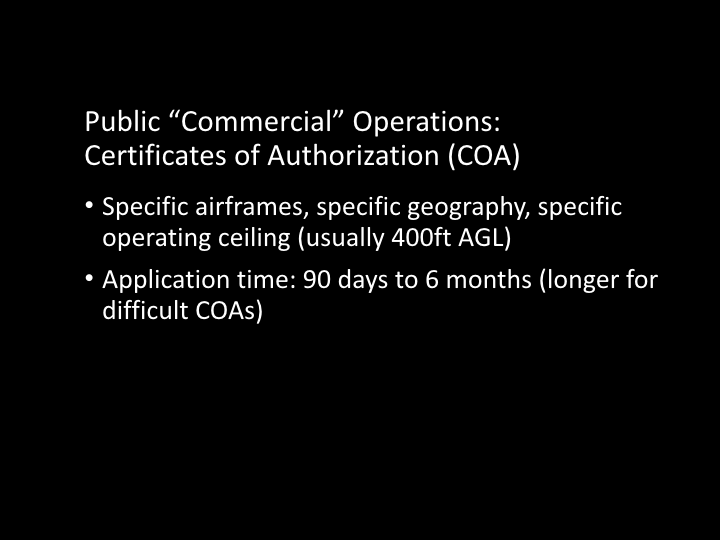 Public “Commercial” Operations:
Certificates of Authorization (COA)
• Specific airframes, specific geography, specific
operating ceiling (usually 400ft AGL)
• Application time: 90 days to 6 months (longer for
difficult COAs)